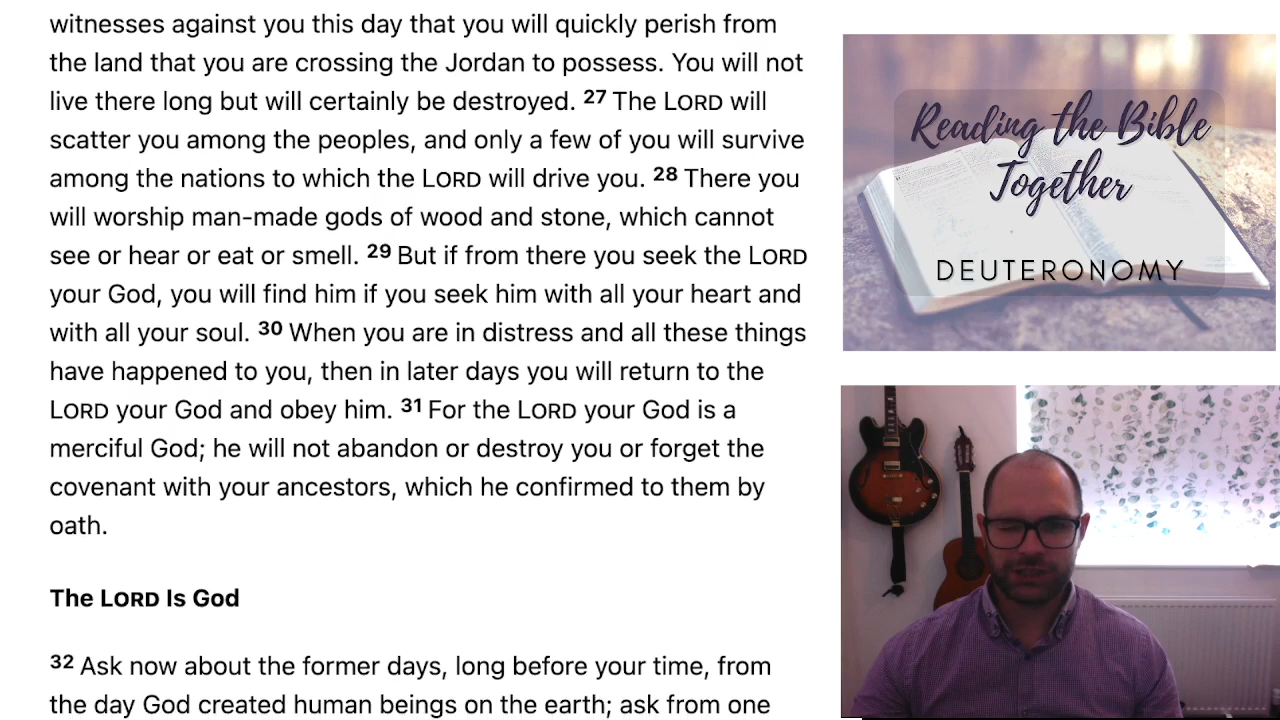 witnesses against you this day that you will quickly perish from
the land that you are crossing the Jordan to possess. You will not
live there long but will certainly be destroyed. 27 The LORD will
scatter you among the peoples, and only a few of you will survive
among the nations to which the LORD will drive you. 28 There you
will worship man-made gods of wood and stone, which cannot
see or hear or eat or smell. 29 But if from there you seek the LORD
your God, you will find him if you seek him with all your heart and
with all your soul. 30 When you are in distress and all these things
have happened to you, then in later days you will return to the
LORD your God and obey him. 31 For the LORD your God is a
merciful God; he will not abandon or destroy you or forget the
covenant with your ancestors, which he confirmed to them by
oath.
The LORD Is God
32 Ask now about the former days, long before your time, from
the day God created human beings on the earth; ask from one
Reading the Bible
Together
DEUTERONOMY